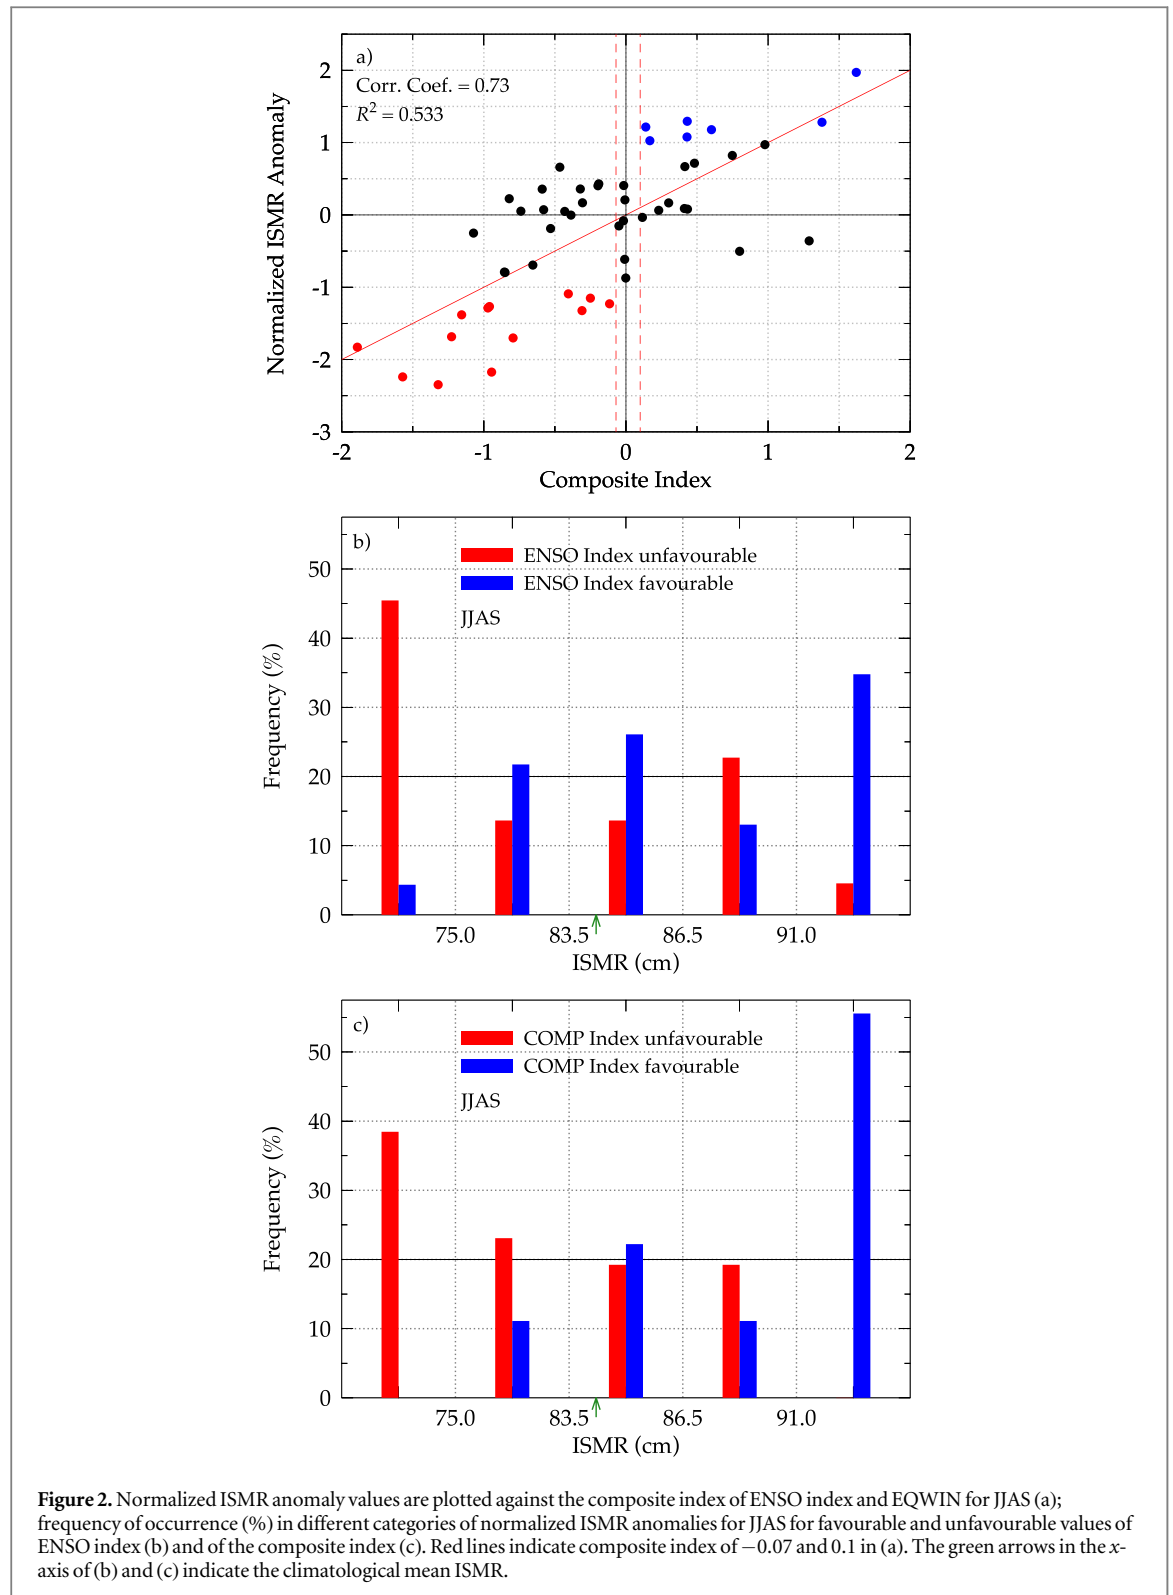 a)
Corr. Coef. = 0.73
R² = 0.533
Normalized ISMR Anomaly
2
1
0
-1
-2
-3
-2 -1 0 1 2
Composite Index
b)
ENSO Index unfavourable
ENSO Index favourable
JJAS
Frequency (%)
50
40
30
20
10
0
75.0 83.5 86.5 91.0
ISMR (cm)
c)
COMP Index unfavourable
COMP Index favourable
JJAS
Frequency (%)
50
40
30
20
10
0
75.0 83.5 86.5 91.0
ISMR (cm)
Figure 2. Normalized ISMR anomaly values are plotted against the composite index of ENSO index and EQWIN for JJAS (a);
frequency of occurrence (%) in different categories of normalized ISMR anomalies for JJAS for favourable and unfavourable values of
ENSO index (b) and of the composite index (c). Red lines indicate composite index of −0.07 and 0.1 in (a). The green arrows in the x-
axis of (b) and (c) indicate the climatological mean ISMR.